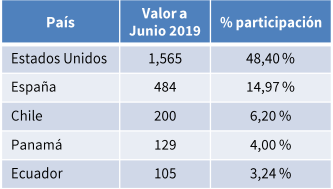 País Valor a Junio 2019 % participación
Estados Unidos 1,565 48,40 %
España 484 14,97 %
Chile 200 6,20 %
Panamá 129 4,00 %
Ecuador 105 3,24 %